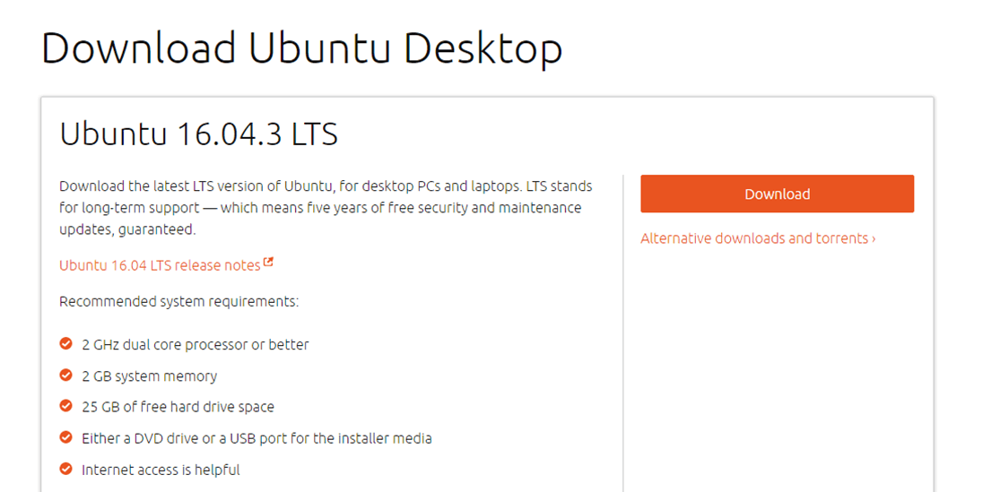 Download Ubuntu Desktop
Ubuntu 16.04.3 LTS
Download the latest LTS version of Ubuntu, for desktop PCs and laptops. LTS stands
for long-term support — which means five years of free security and maintenance
updates, guaranteed.
Ubuntu 16.04 LTS release notes
Recommended system requirements:
2 GHz dual core processor or better
2 GB system memory
25 GB of free hard drive space
Either a DVD drive or a USB port for the installer media
Internet access is helpful
Download
Alternative downloads and torrents ›